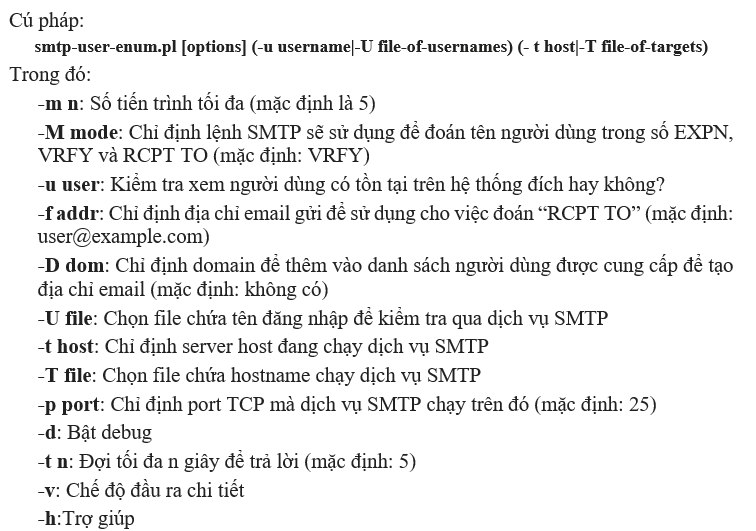 Cú pháp:
smtp-user-enum.pl [options] (-u username|-U file-of-usernames) (- t host|-T file-of-targets)
Trong đó:
-m n: Số tiến trình tối đa (mặc định là 5)
-M mode: Chỉ định lệnh SMTP sẽ sử dụng để đoán tên người dùng trong số EXPN,
VRFY và RCPT TO (mặc định: VRFY)
-u user: Kiểm tra xem người dùng có tồn tại trên hệ thống đích hay không?
-f addr: Chỉ định địa chỉ email gửi để sử dụng cho việc đoán “RCPT TO” (mặc định:
user@example.com)
-D dom: Chỉ định domain để thêm vào danh sách người dùng được cung cấp để tạo
địa chỉ email (mặc định: không có)
-U file: Chọn file chứa tên đăng nhập để kiểm tra qua dịch vụ SMTP
-t host: Chỉ định server host đang chạy dịch vụ SMTP
-T file: Chọn file chứa hostname chạy dịch vụ SMTP
-p port: Chỉ định port TCP mà dịch vụ SMTP chạy trên đó (mặc định: 25)
-d: Bật debug
-t n: Đợi tối đa n giây để trả lời (mặc định: 5)
-v: Chế độ đầu ra chi tiết
-h:Trợ giúp